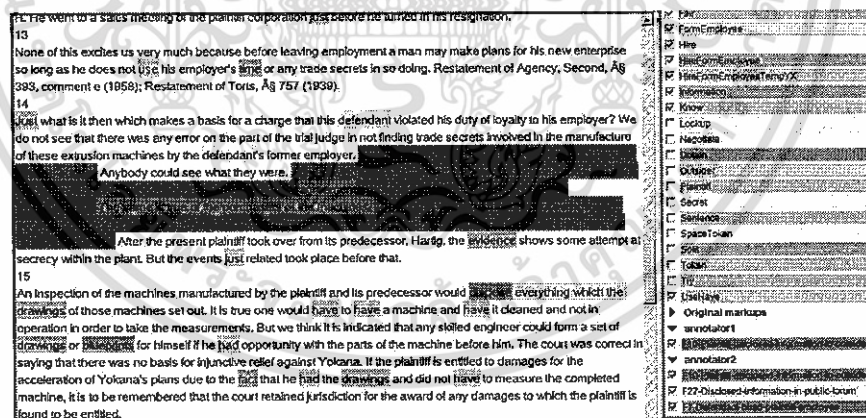 H. He went to a sales meeting of the plaintiff corporation just before he turned in his resignation.
13
None of this excites us very much because before leaving employment a man may make plans for his new enterprise
so long as he does not use his employer's time or any trade secrets in so doing. Restatement of Agency, Second, Â§
393, comment e (1958); Restatement of Torts, Â§ 757 (1939).
14
Just what is it then which makes a basis for a charge that this defendant violated his duty of loyalty to his employer? We
do not see that there was any error on the part of the trial judge in not finding trade secrets involved in the manufacture
of these extrusion machines by the defendant's former employer.
Anybody could see what they were.
After the present plaintiff took over from its predecessor, Hartig, the evidence shows some attempt at
secrecy within the plant. But the events just related took place before that.
15
An inspection of the machines manufactured by the plaintiff and its predecessor would everything which the
drawings of those machines set out. It is true one would have to have a machine and have it cleaned and not in
operation in order to take the measurements. But we think it is indicated that any skilled engineer could form a set of
drawings or blueprints for himself if he had opportunity with the parts of the machine before him. The court was correct in
saying that there was no basis for injunctive relief against Yokana. If the plaintiff is entitled to damages for the
acceleration of Yokana's plans due to the fact that he had the drawings and did not have to measure the completed
machine, it is to be remembered that the court retained jurisdiction for the award of any damages to which the plaintiff is
found to be entitled.
FormEmployee
Hire
HireFormEmployee
HireFormEmployeeTempYX
Information
Know
Lookup
Negotiate
Outsider
Plaintiff
Secret
Sentence
SpaceToken
Split
Token
UseHave
Original markups
annotator1
annotator2
F27-Disclosed-information-in-public-forum